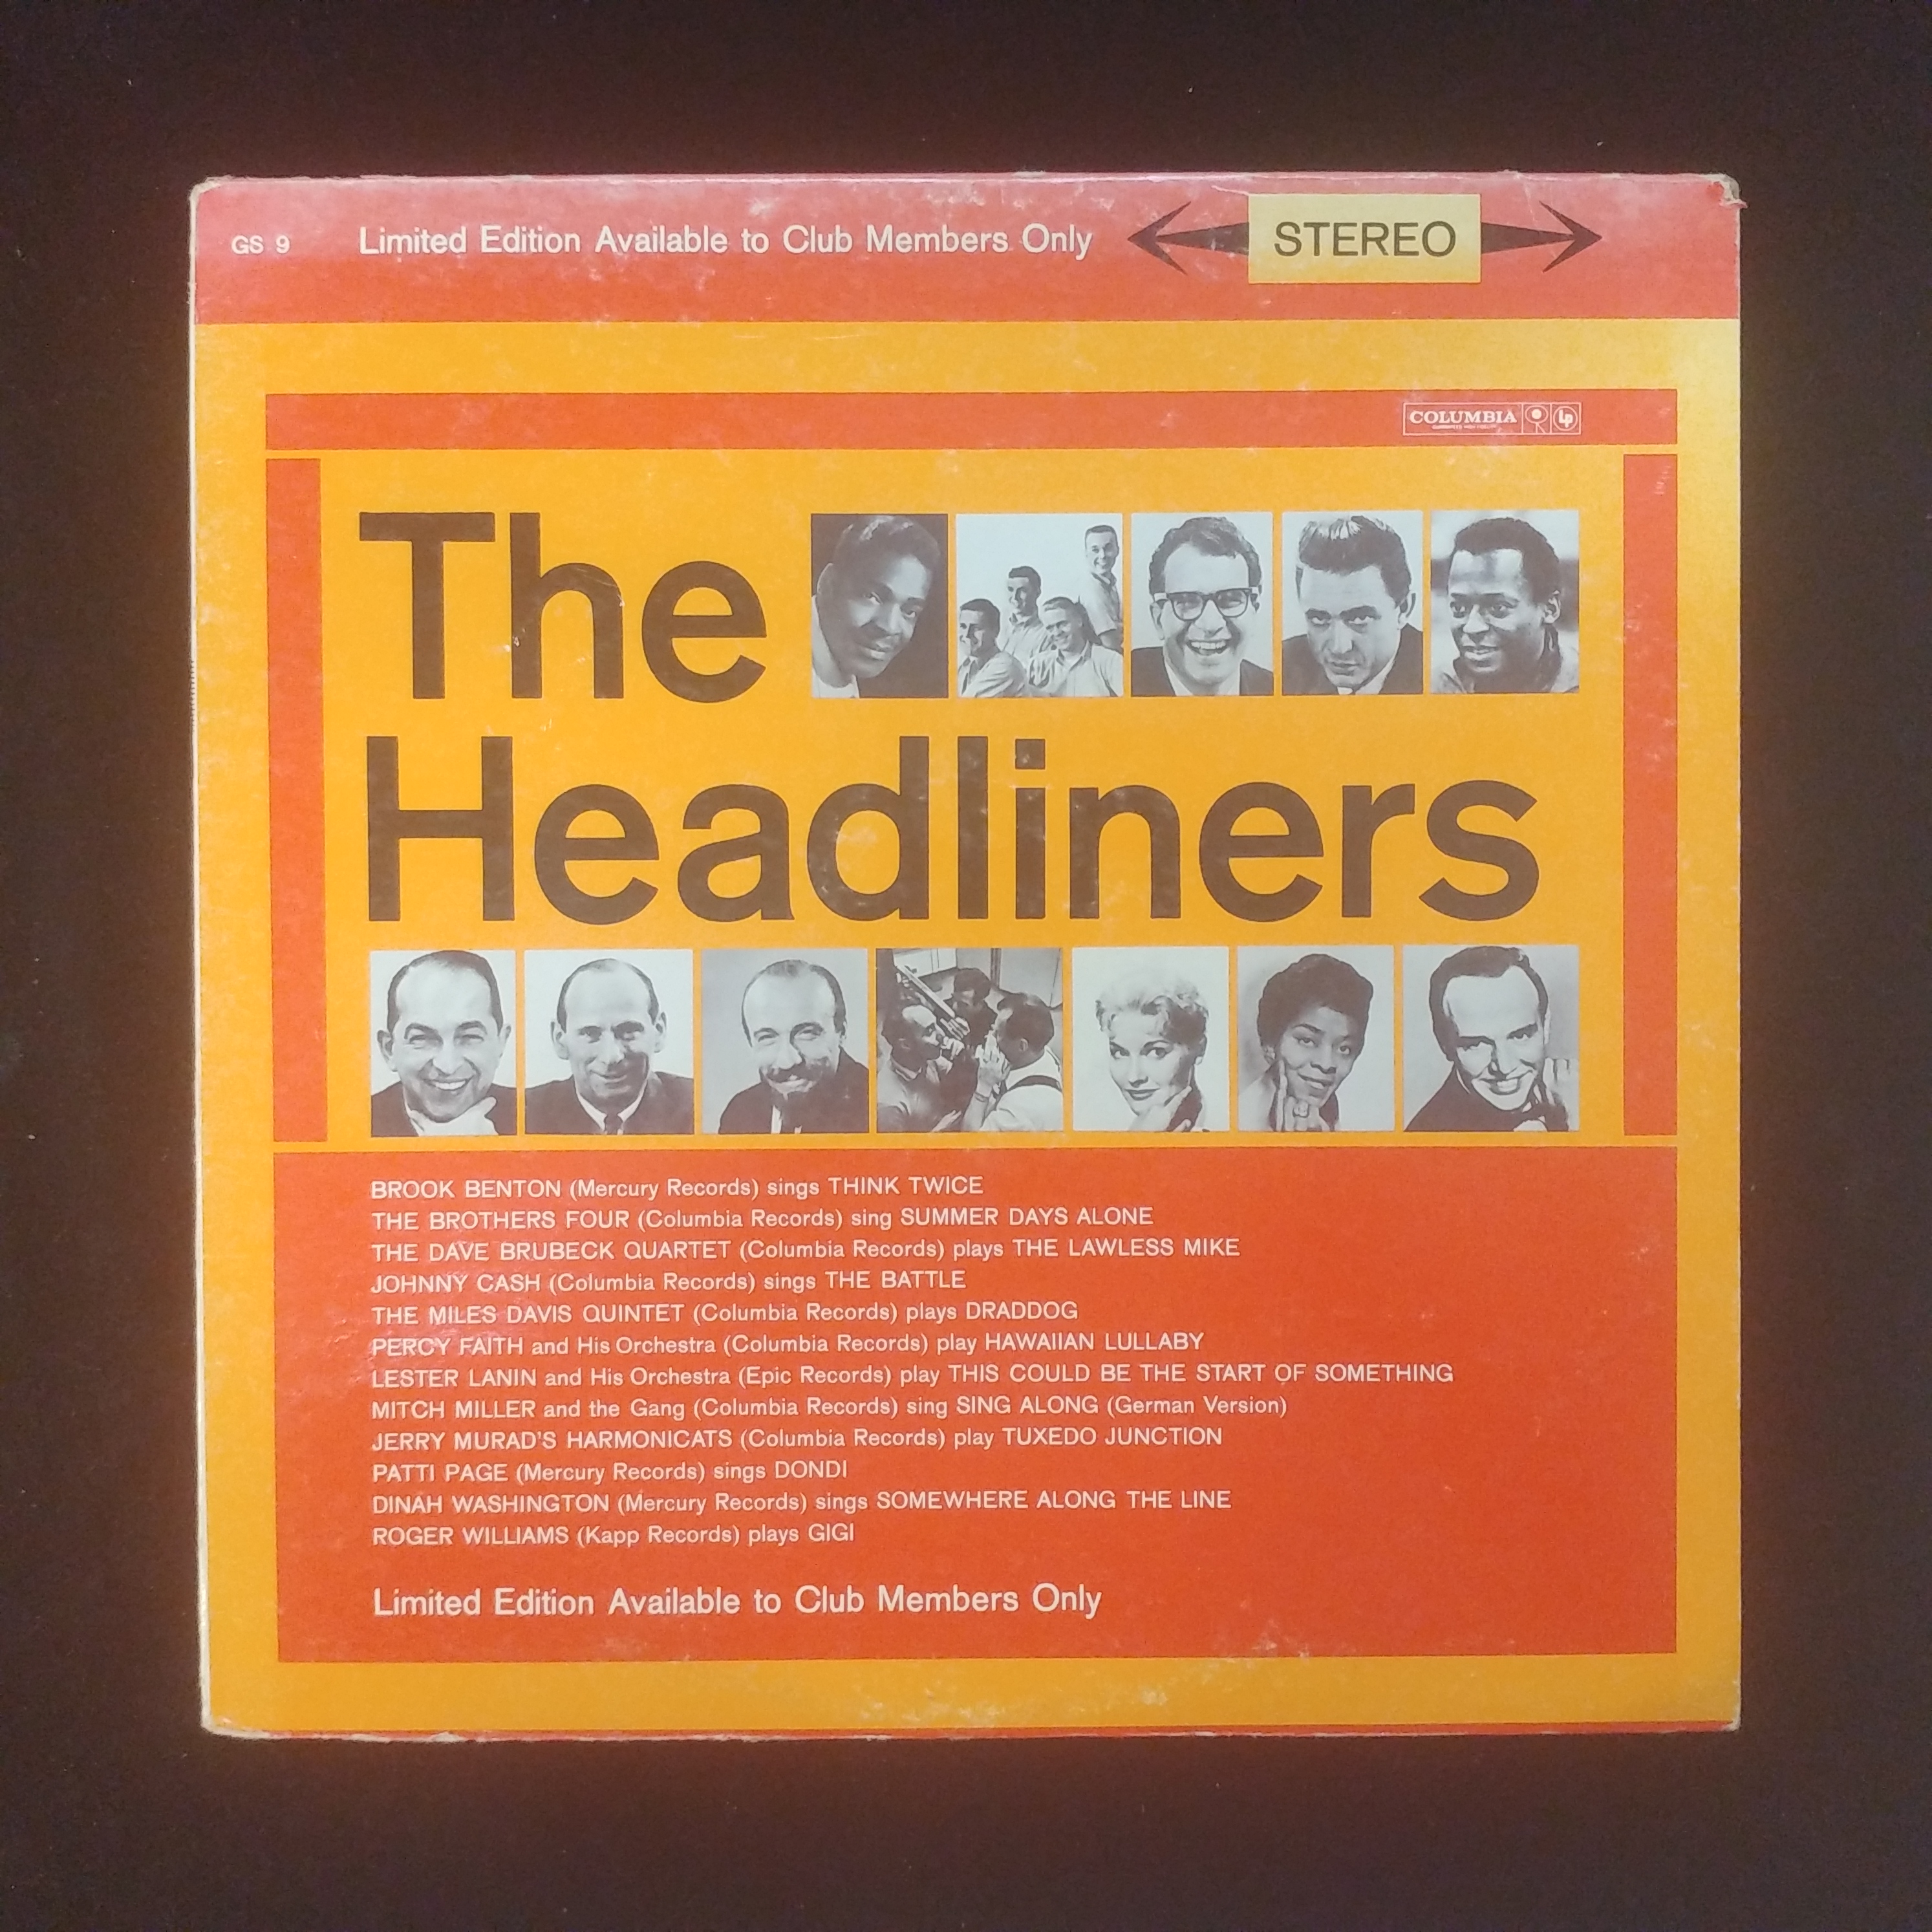 GS 9
Limited Edition Available to Club Members Only
STEREO
COLUMBIA
Lp
The
Headliners
BROOK BENTON (Mercury Records) sings THINK TWICE
THE BROTHERS FOUR (Columbia Records) sing SUMMER DAYS ALONE
THE DAVE BRUBECK QUARTET (Columbia Records) plays THE LAWLESS MIKE
JOHNNY CASH (Columbia Records) sings THE BATTLE
THE MILES DAVIS QUINTET (Columbia Records) plays DRADDOG
PERCY FAITH and His Orchestra (Columbia Records) play HAWAIIAN LULLABY
LESTER LANIN and His Orchestra (Epic Records) play THIS COULD BE THE START OF SOMETHING
MITCH MILLER and the Gang (Columbia Records) sing SING ALONG (German Version)
JERRY MURAD'S HARMONICATS (Columbia Records) play TUXEDO JUNCTION
PATTI PAGE (Mercury Records) sings DONDI
DINAH WASHINGTON (Mercury Records) sings SOMEWHERE ALONG THE LINE
ROGER WILLIAMS (Kapp Records) plays GIGI
Limited Edition Available to Club Members Only